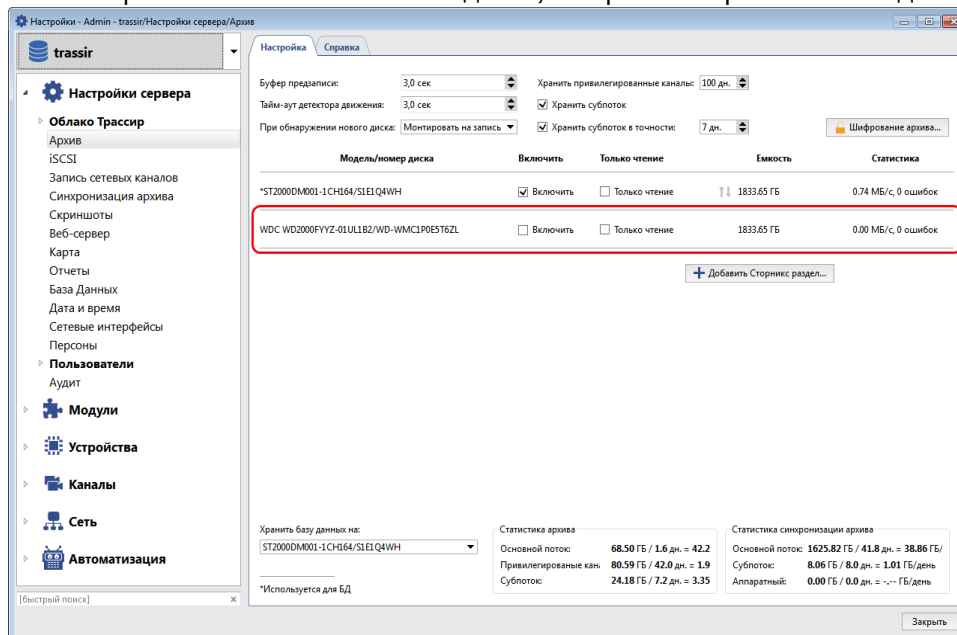 Настройки - Admin - trassir/Настройки сервера/Архив
trassir
Настройки сервера
Облако Трассир
Архив
iSCSI
Запись сетевых каналов
Синхронизация архива
Скриншоты
Веб-сервер
Карта
Отчеты
База Данных
Дата и время
Сетевые интерфейсы
Персоны
Пользователи
Аудит
Модули
Устройства
Каналы
Сеть
Автоматизация
[быстрый поиск]
Настройка Справка
Буфер предзаписи: 3,0 сек Хранить привилегированные каналы: 100 дн.
Тайм-аут детектора движения: 3,0 сек Хранить субпоток
При обнаружении нового диска: Монтировать на запись Хранить субпоток в точности: 7 дн. Шифрование архива...
Модель/номер диска Включить Только чтение Емкость Статистика
*ST2000DM001-1CH164/S1E1Q4WH Включить Только чтение 1833.65 ГБ 0.74 МБ/с, 0 ошибок
WDC WD2000FYYZ-01UL1B2/WD-WMC1P0E5T6ZL Включить Только чтение 1833.65 ГБ 0.00 МБ/с, 0 ошибок
Добавить Сторникс раздел...
Хранить базу данных на:
ST2000DM001-1CH164/S1E1Q4WH
*Используется для БД
Статистика архива
Основной поток: 68.50 ГБ / 1.6 дн. = 42.2
Привилегированые кан 80.59 ГБ / 42.0 дн. = 1.9
Субпоток: 24.18 ГБ / 7.2 дн. = 3.35
Статистика синхронизации архива
Основной поток: 1625.82 ГБ / 41.8 дн. = 38.86 ГБ/
Субпоток: 8.06 ГБ / 8.0 дн. = 1.01 ГБ/день
Аппаратный: 0.00 ГБ / 0.0 дн. = -.-- ГБ/день
Закрыть